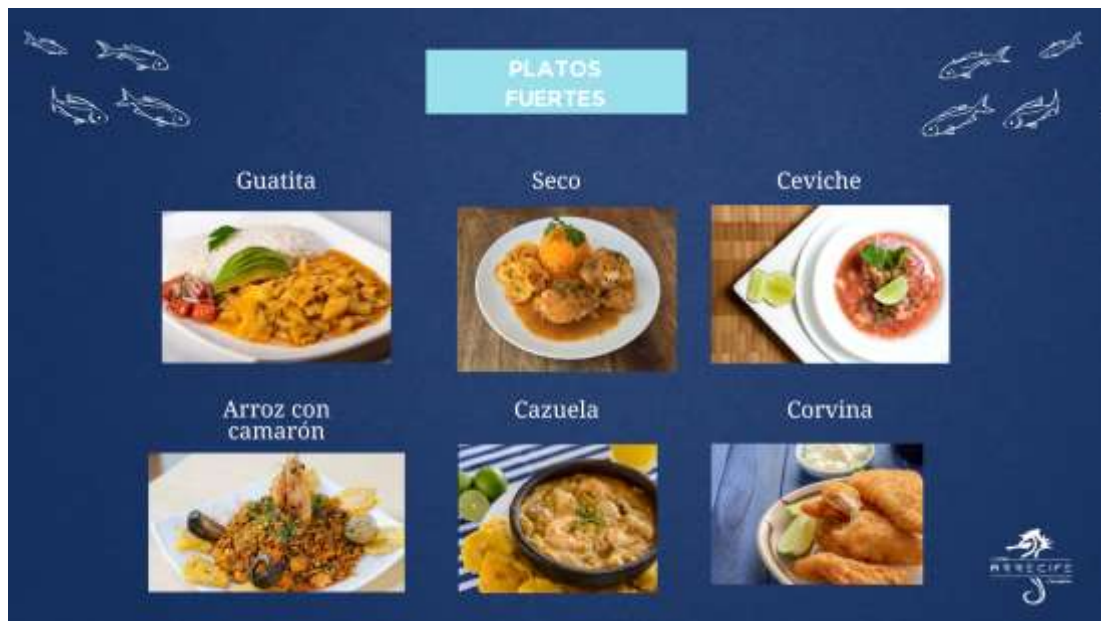 PLATOS
FUERTES
Guatita
Seco
Ceviche
Arroz con
camarón
Cazuela
Corvina
ARRECIFE